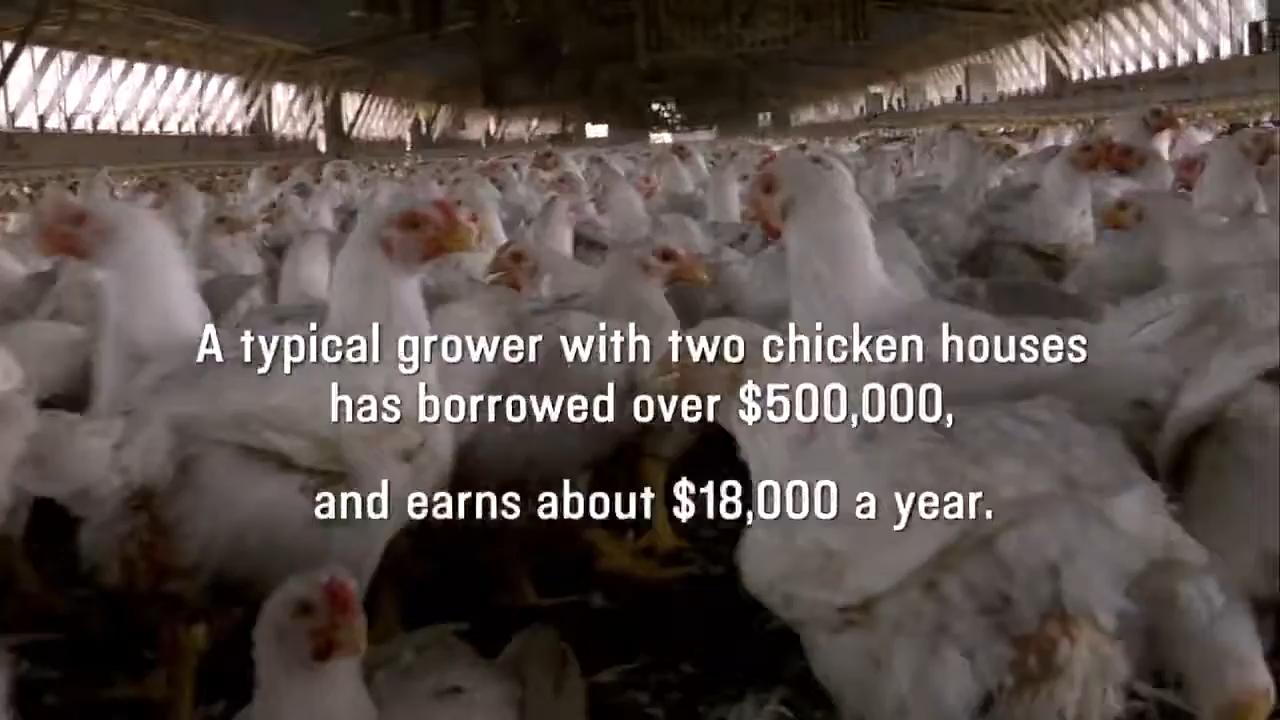 A typical grower with two chicken houses
has borrowed over $500,000,
and earns about $18,000 a year.